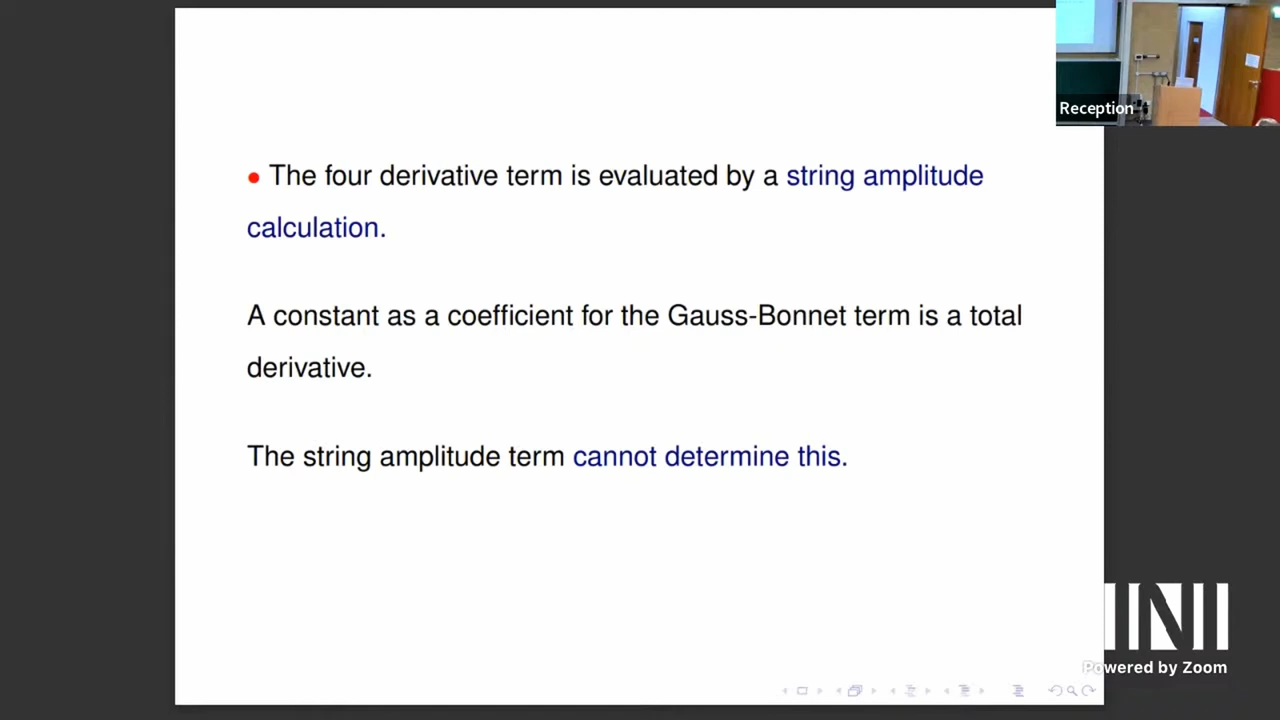 Reception
• The four derivative term is evaluated by a string amplitude
calculation.
A constant as a coefficient for the Gauss-Bonnet term is a total
derivative.
The string amplitude term cannot determine this.
INI
Powered by Zoom